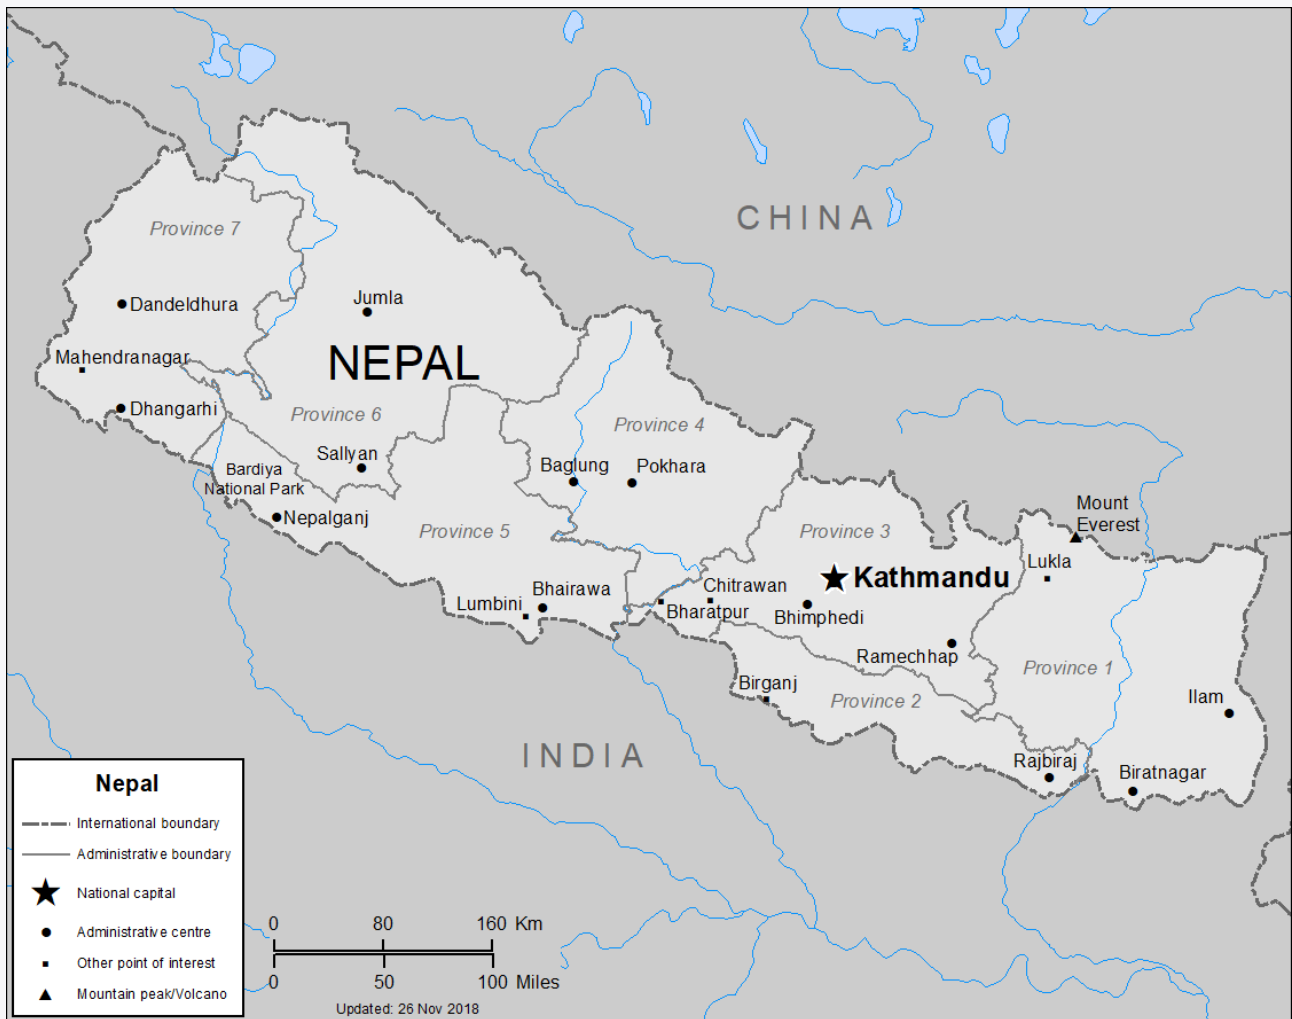 CHINA
Province 7
Dandeldhura
Jumla
Mahendranagar
NEPAL
Dhangarhi
Province 6
Province 4
Sallyan
Baglung
Pokhara
Bardiya
National Park
Nepalganj
Province 5
Province 3
Mount
Everest
Lukla
Kathmandu
Chitrawan
Bhairawa
Lumbini
Bharatpur
Bhimphedi
Ramechhap
Province 1
Birganj
Province 2
Ilam
INDIA
Rajbiraj
Biratnagar
Nepal
International boundary
Administrative boundary
National capital
Administrative centre
Other point of interest
Mountain peak/Volcano
0 80 160 Km
0 50 100 Miles
Updated: 26 Nov 2018